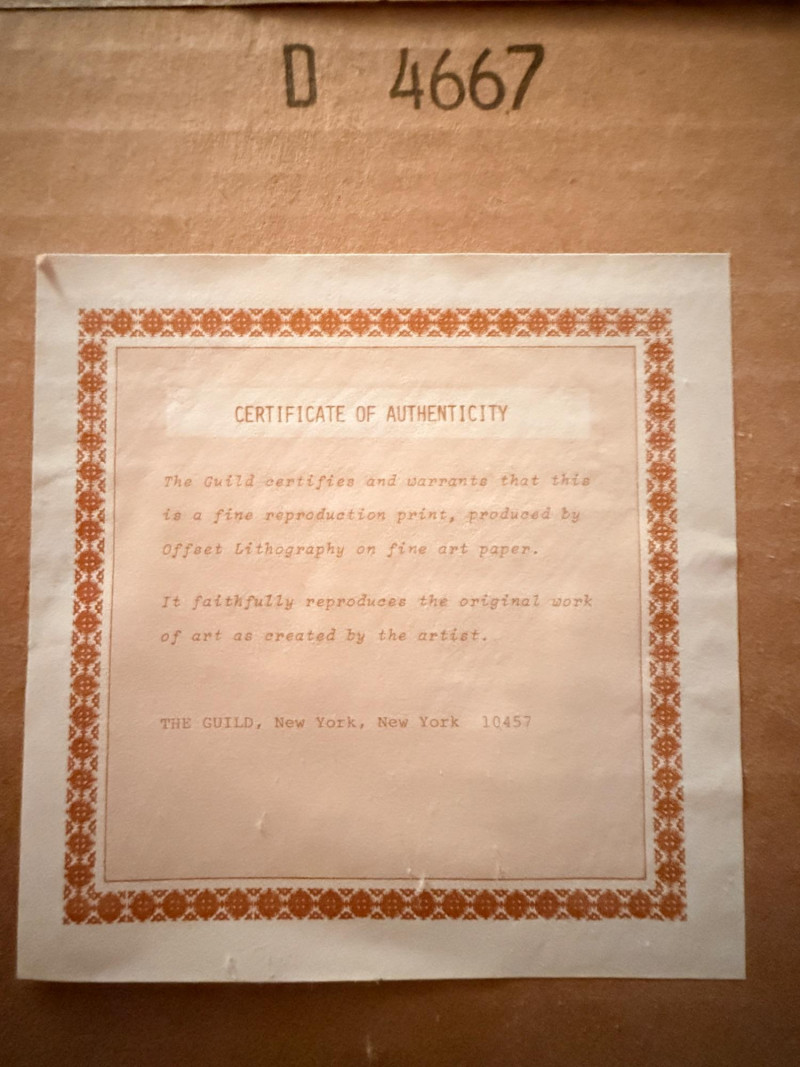 D 4667
CERTIFICATE OF AUTHENTICITY
The Guild certifies and warrants that this
is a fine reproduction print, produced by
Offset Lithography on fine art paper.
It faithfully reproduces the original work
of art as created by the artist.
THE GUILD, New York, New York 10457